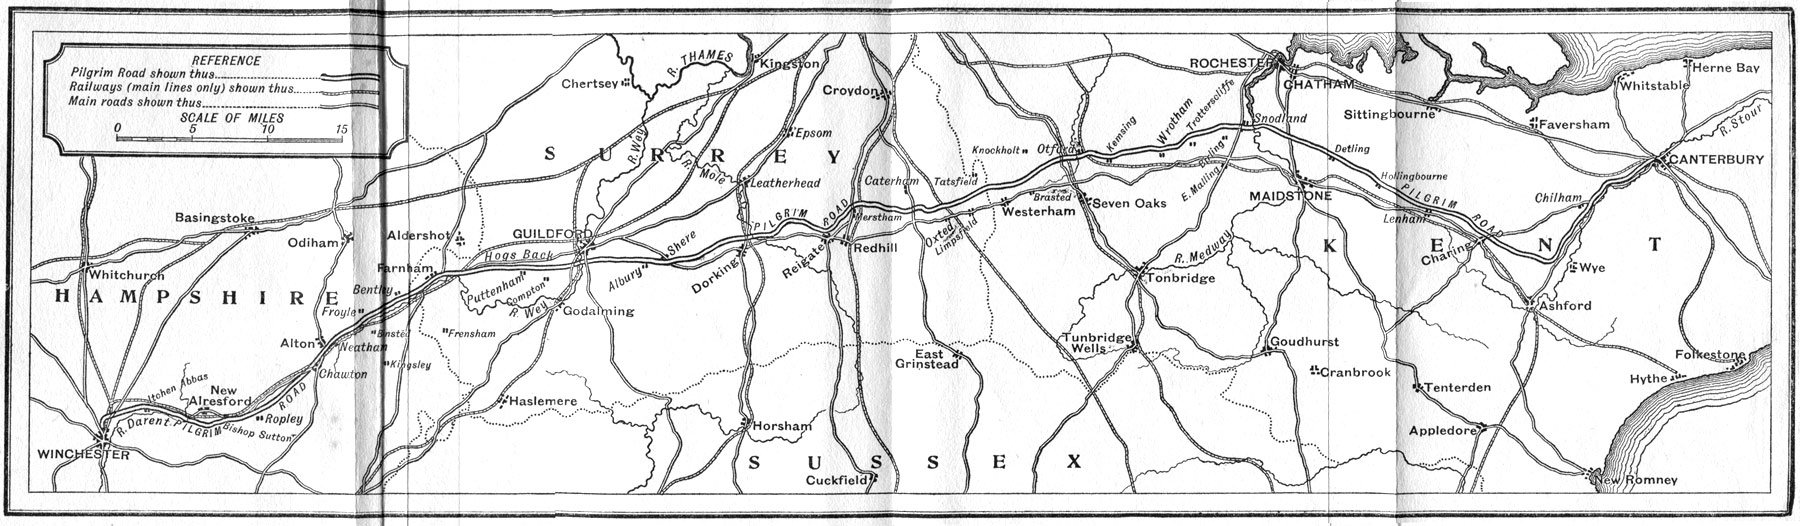 REFERENCE
Pilgrim Road shown thus
Railways (main lines only) shown thus
Main roads shown thus
SCALE OF MILES
0 5 10 15
R. THAMES
Kingston
Chertsey
Croydon
Epsom
R. Wey
R. Mole
Leatherhead
SURREY
ROCHESTER
CHATHAM
Sittingbourne
Whitstable
Herne Bay
Faversham
R. Stour
CANTERBURY
Snodland
Trotterscliffe
Wrotham
Kemsing
Otford
Knockholt
Detling
Hollingbourne
Birling
E. Malling
MAIDSTONE
PILGRIM ROAD
Lenham
Chilham
Charing
Wye
KENT
Caterham
Tatsfield
Brasted
Westerham
Seven Oaks
Merstham
Oxted
Limpsfield
Redhill
Reigate
PILGRIM ROAD
Dorking
Shere
Albury
GUILDFORD
Hogs Back
Puttenham
Compton
R. Wey
Godalming
Basingstoke
Odiham
Aldershot
Farnham
Whitchurch
HAMPSHIRE
Bentley
Froyle
Binsted
Frensham
Alton
Neatham
Kingsley
Chawton
Itchen Abbas
New
Alresford
ROAD
Ropley
R. Darent.
PILGRIM
Bishop Sutton
WINCHESTER
Haslemere
Horsham
SUSSEX
Cuckfield
East
Grinstead
R. Medway
Tonbridge
Tunbridge
Wells
Goudhurst
Cranbrook
Ashford
Folkestone
Hythe
Tenterden
Appledore
New Romney